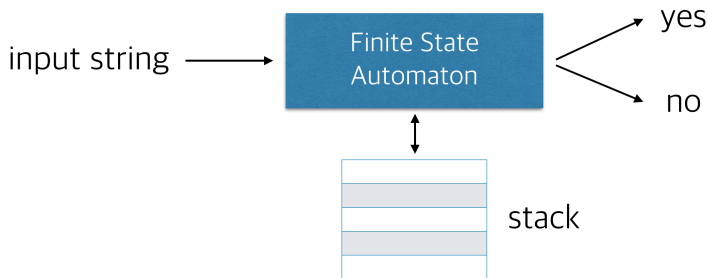 input string
Finite State
Automaton
yes
no
stack